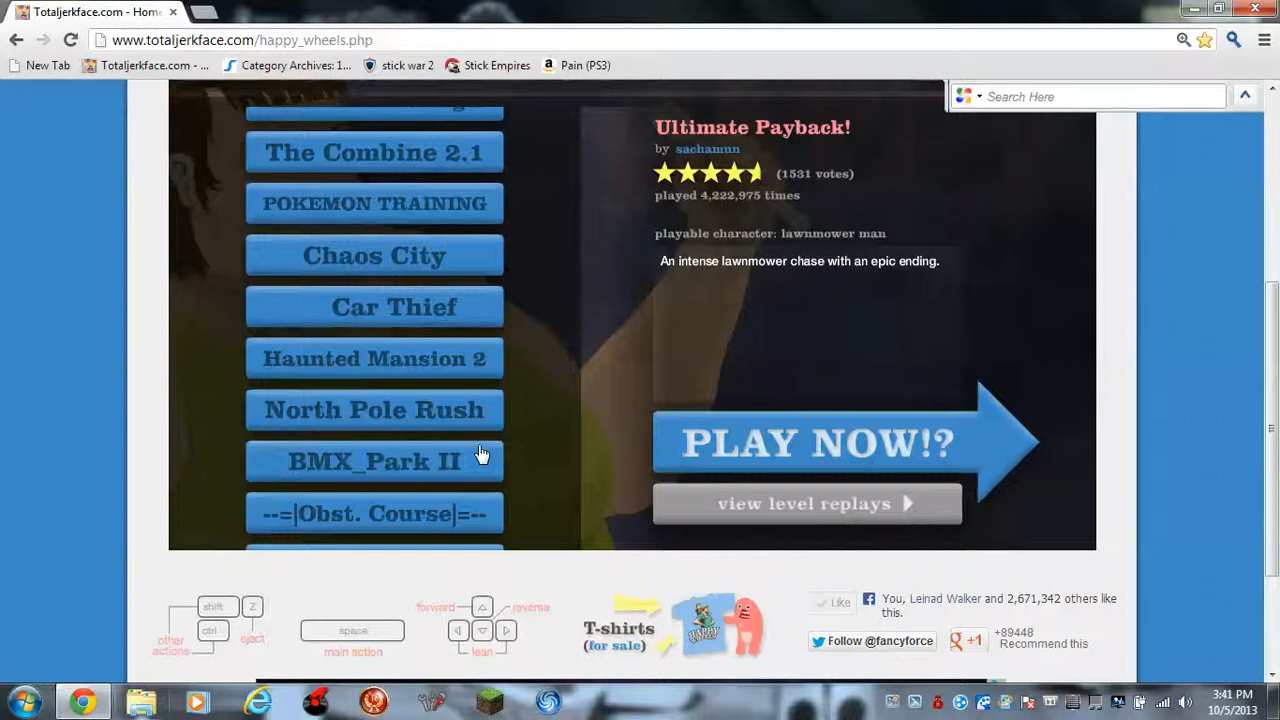 Totaljerkface.com - Hom
www.totaljerkface.com/happy_wheels.php
New Tab Totaljerkface.com - ... Category Archives: 1... stick war 2 Stick Empires Pain (PS3)
Search Here
The Combine 2.1
POKEMON TRAINING
Chaos City
Car Thief
Haunted Mansion 2
North Pole Rush
BMX_Park II
--=|Obst. Course|=--
Ultimate Payback!
by sachamun
(1531 votes)
played 4,222,975 times
playable character: lawnmower man
An intense lawnmower chase with an epic ending.
PLAY NOW!?
view level replays
shift Z
ctrl
eject
other
actions
space
main action
forward
reverse
lean
T-shirts
(for sale)
HAPPY
Like
You, Leinad Walker and 2,671,342 others like
this.
Follow @fancyforce
+1
+89448
Recommend this
3:41 PM
10/5/2013